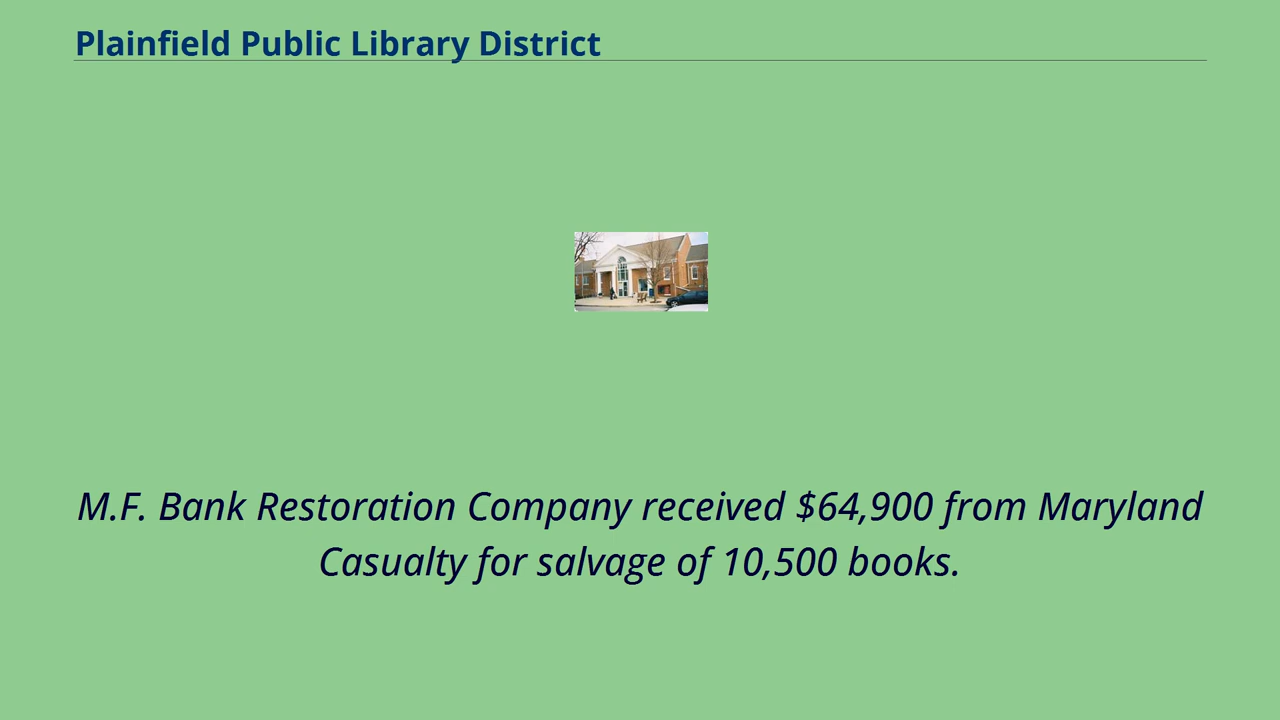 Plainfield Public Library District
M.F. Bank Restoration Company received $64,900 from Maryland
Casualty for salvage of 10,500 books.